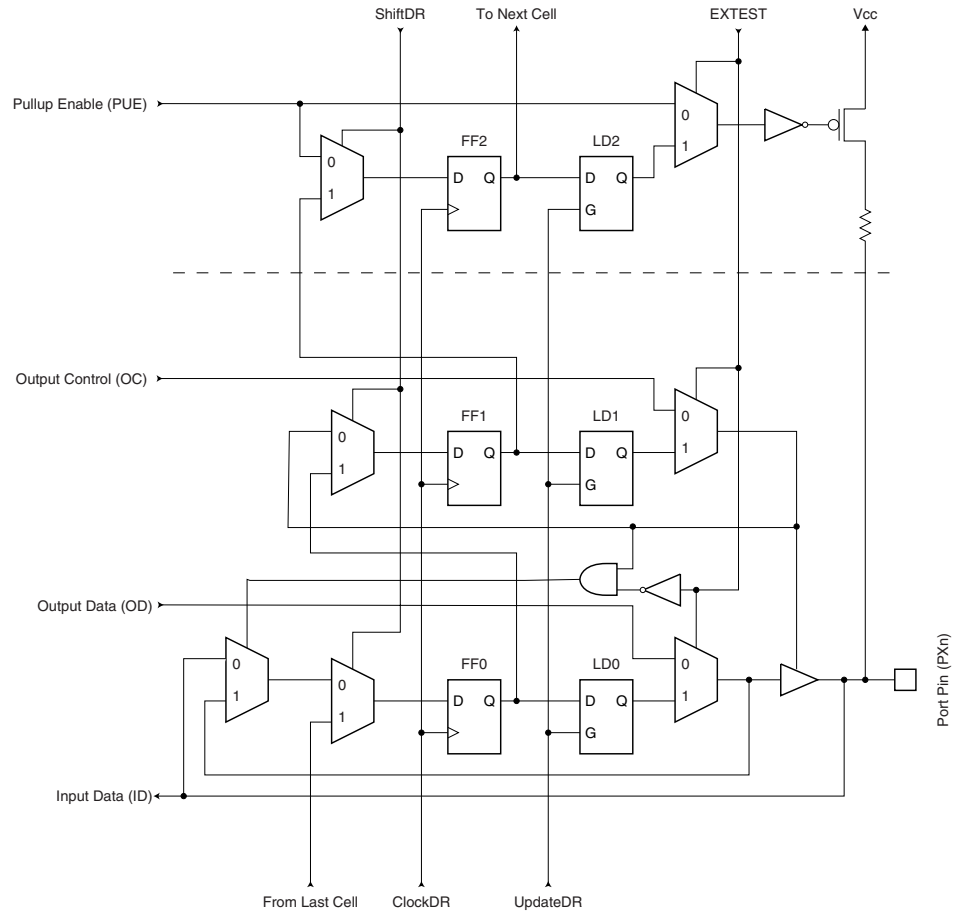 ShiftDR
To Next Cell
EXTEST
Vcc
Pullup Enable (PUE)
0
1
FF2
D Q
LD2
D Q
G
0
1
Output Control (OC)
0
1
FF1
D Q
LD1
D Q
G
0
1
Output Data (OD)
0
1
0
1
FF0
D Q
LD0
D Q
G
0
1
Port Pin (PXn)
Input Data (ID)
From Last Cell
ClockDR
UpdateDR